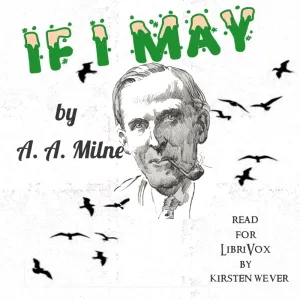 IF I MAY
by
A. A. Milne
READ
FOR
LIBRIVOX
BY
KIRSTEN WEVER